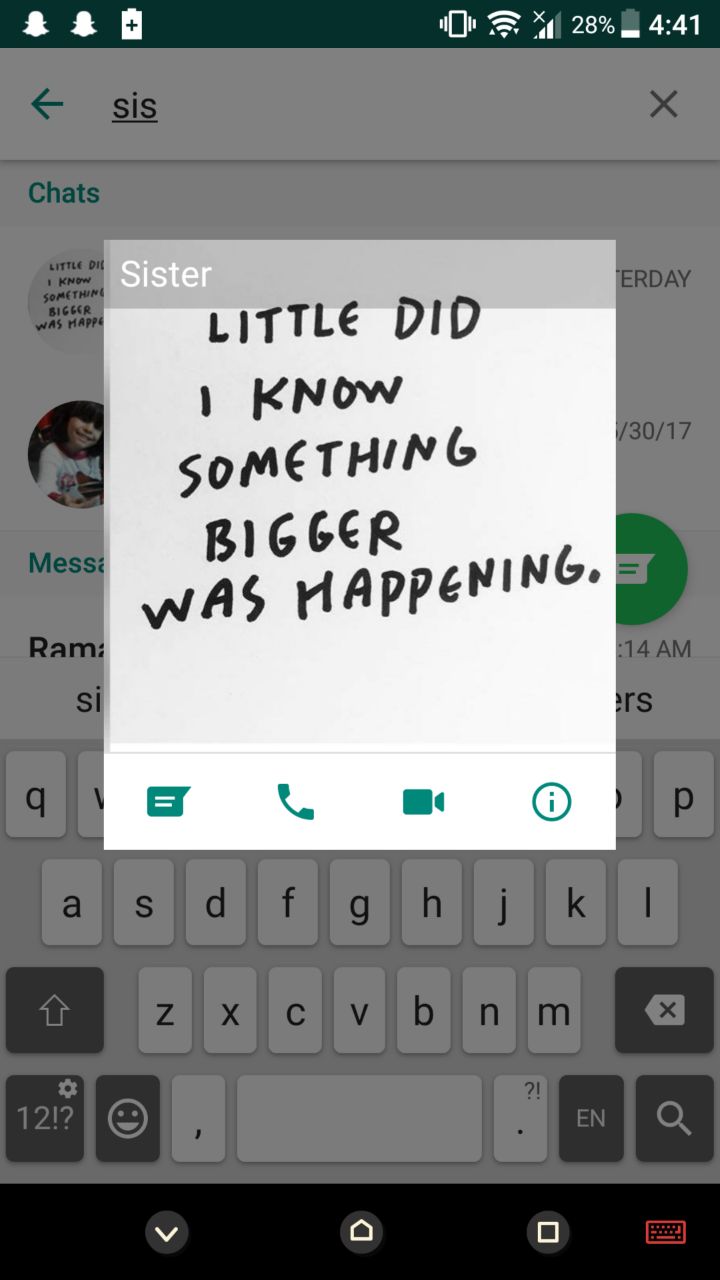 28% 4:41
sis
Chats
LITTLE DID
I KNOW
SOMETHING
BIGGER
WAS HAPPE
Sister
LITTLE DID
I KNOW
SOMETHING
BIGGER
WAS HAPPENING.
TERDAY
5/30/17
Messa
Rama
:14 AM
si
ers
q w o p
a s d f g h j k l
z x c v b n m
12!? , . ?! EN